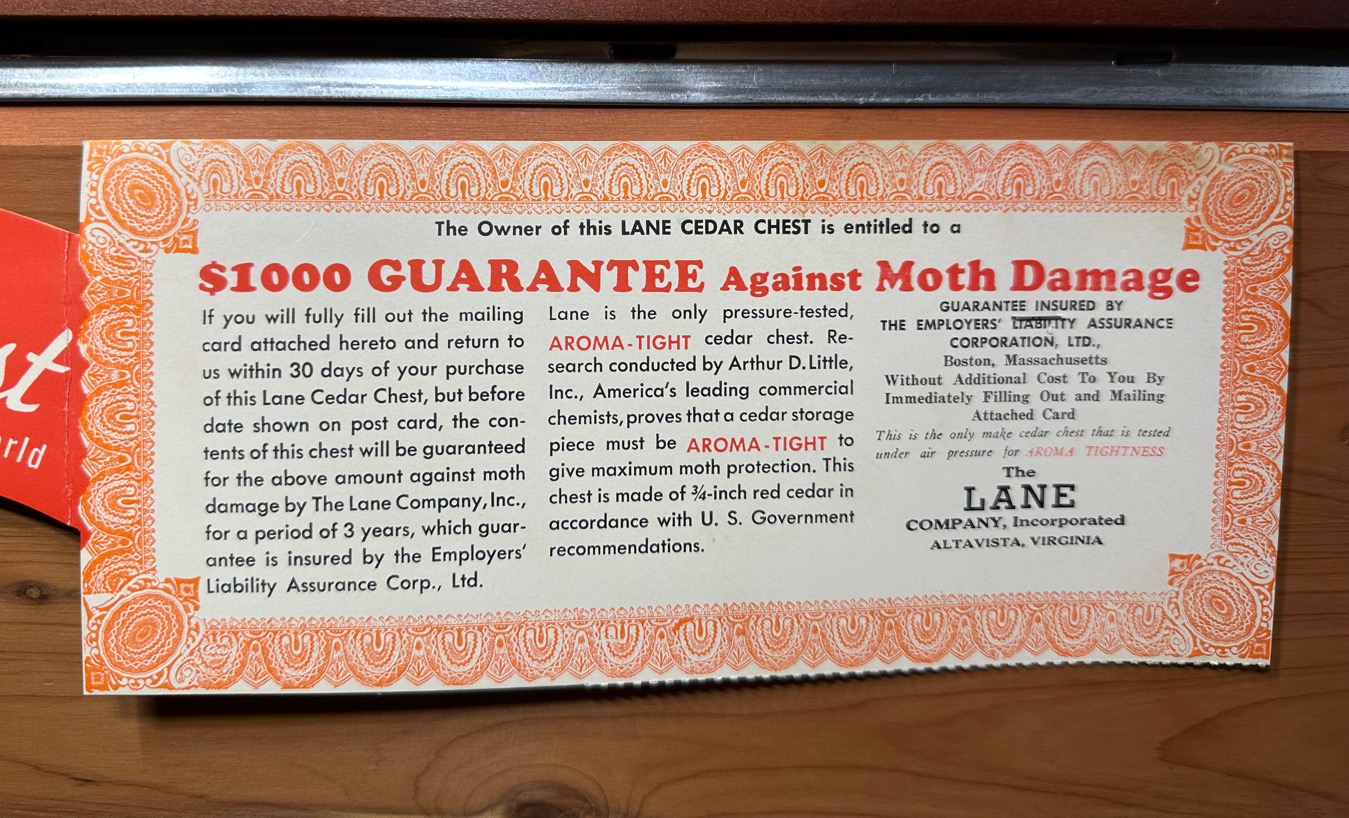 The Owner of this LANE CEDAR CHEST is entitled to a
$1000 GUARANTEE Against Moth Damage
If you will fully fill out the mailing
card attached hereto and return to
us within 30 days of your purchase
of this Lane Cedar Chest, but before
date shown on post card, the con-
tents of this chest will be guaranteed
for the above amount against moth
damage by The Lane Company, Inc.,
for a period of 3 years, which guar-
antee is insured by the Employers'
Liability Assurance Corp., Ltd.
Lane is the only pressure-tested,
AROMA-TIGHT cedar chest. Re-
search conducted by Arthur D. Little,
Inc., America's leading commercial
chemists, proves that a cedar storage
piece must be AROMA-TIGHT to
give maximum moth protection. This
chest is made of ¾-inch red cedar in
accordance with U. S. Government
recommendations.
GUARANTEE INSURED BY
THE EMPLOYERS' LIABILITY ASSURANCE
CORPORATION, LTD.,
Boston, Massachusetts
Without Additional Cost To You By
Immediately Filling Out and Mailing
Attached Card
This is the only make cedar chest that is tested
under air pressure for AROMA TIGHTNESS
The
LANE
COMPANY, Incorporated
ALTAVISTA, VIRGINIA